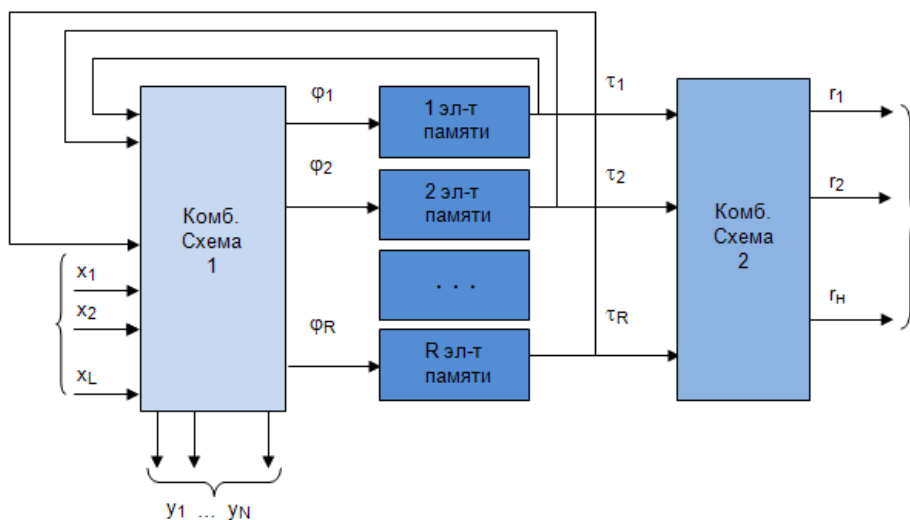 φ1
1 эл-т
памяти
τ1
r1
φ2
2 эл-т
памяти
τ2
r2
Комб.
Схема
1
Комб.
Схема
2
x1
x2
xL
. . .
φR
R эл-т
памяти
τR
rH
y1 ... yN